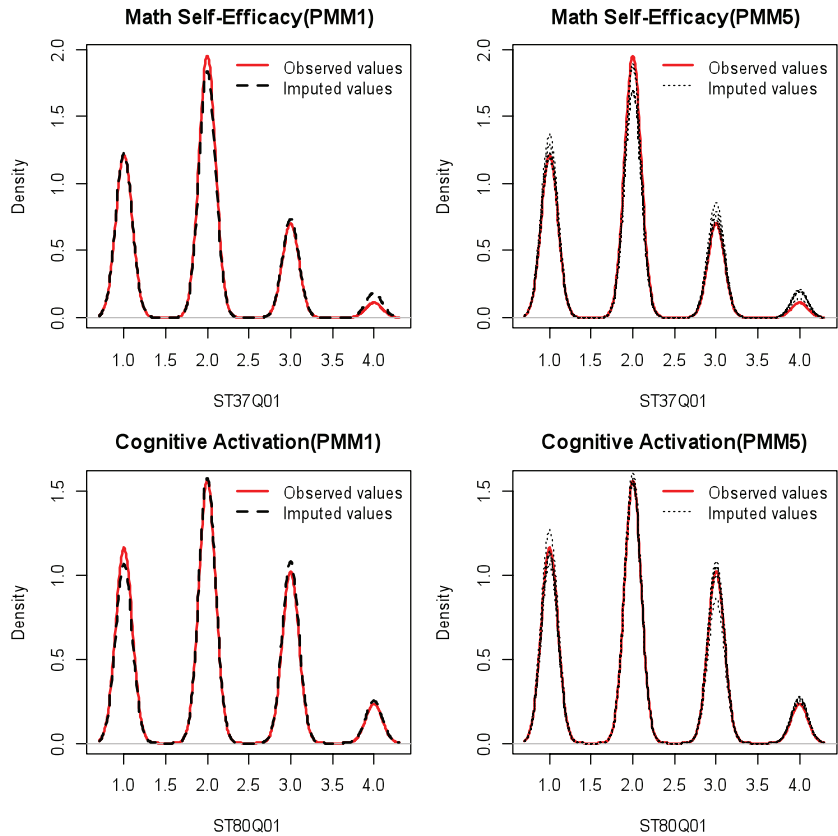 Math Self-Efficacy(PMM1)
Density
0.0 0.5 1.0 1.5 2.0
Observed values
Imputed values
1.0 1.5 2.0 2.5 3.0 3.5 4.0
ST37Q01
Math Self-Efficacy(PMM5)
Density
0.0 0.5 1.0 1.5 2.0
Observed values
Imputed values
1.0 1.5 2.0 2.5 3.0 3.5 4.0
ST37Q01
Cognitive Activation(PMM1)
Density
0.0 0.5 1.0 1.5
Observed values
Imputed values
1.0 1.5 2.0 2.5 3.0 3.5 4.0
ST80Q01
Cognitive Activation(PMM5)
Density
0.0 0.5 1.0 1.5
Observed values
Imputed values
1.0 1.5 2.0 2.5 3.0 3.5 4.0
ST80Q01